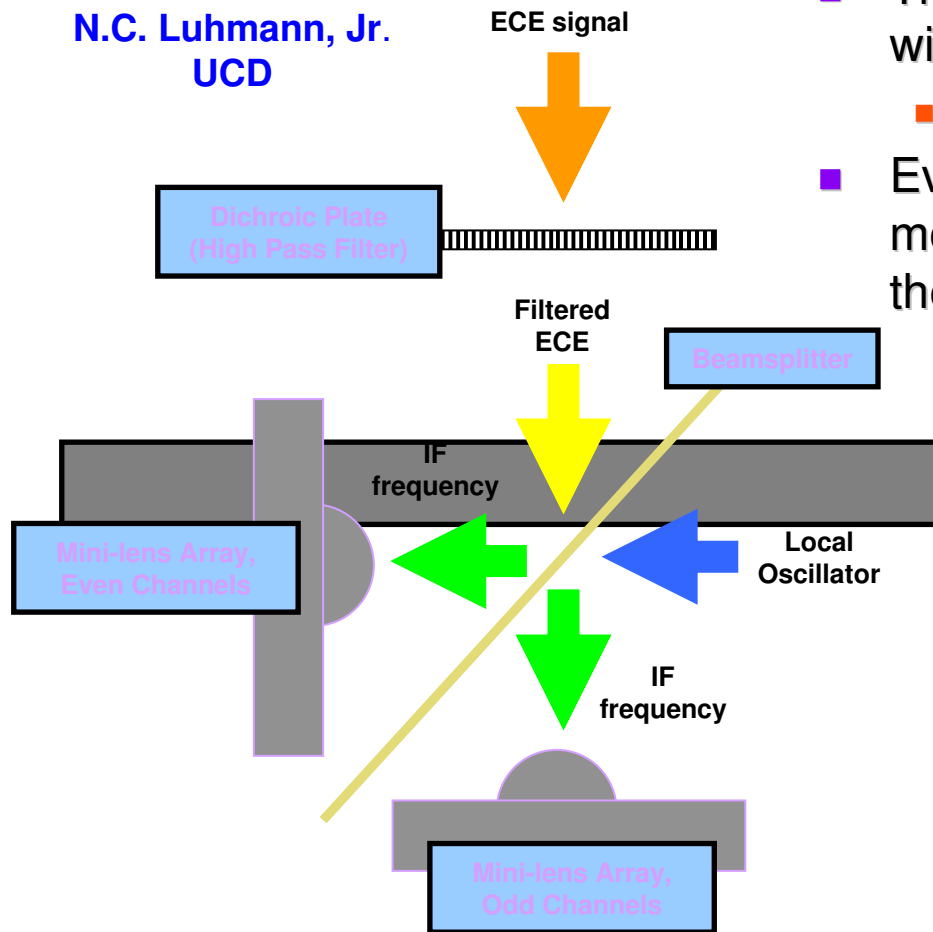 N.C. Luhmann, Jr.
UCD
ECE signal
Dichroic Plate
(High Pass Filter)
Filtered
ECE
Beamsplitter
IF
frequency
Mini-lens Array,
Even Channels
Local
Oscillator
IF
frequency
Mini-lens Array,
Odd Channels